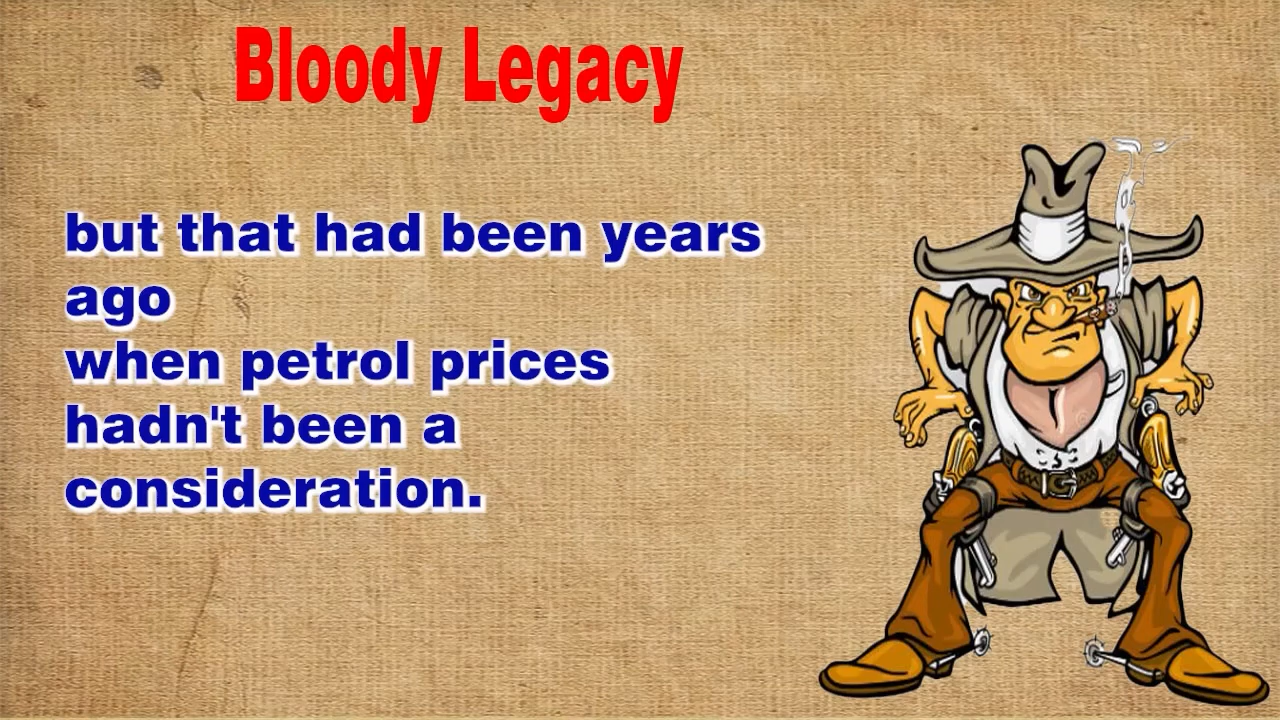 Bloody Legacy
but that had been years
ago
when petrol prices
hadn't been a
consideration.